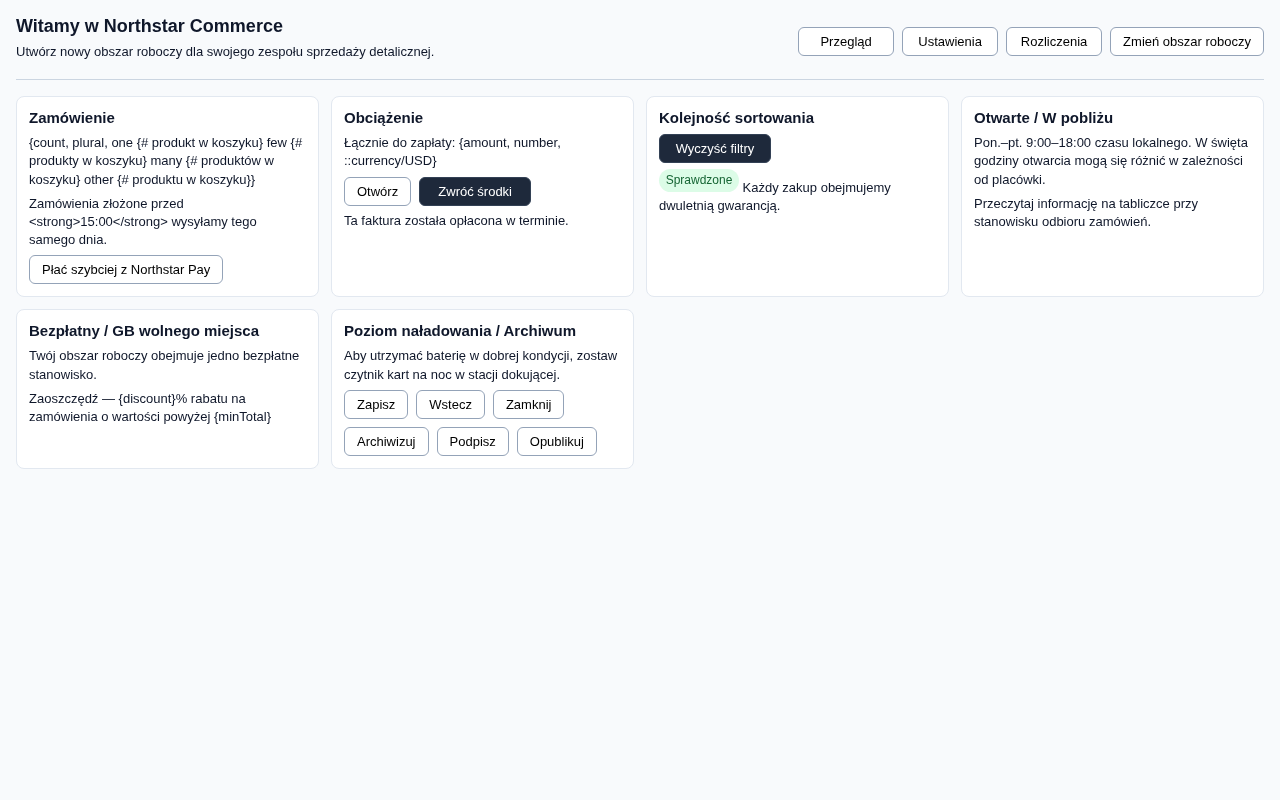 Witamy w Northstar Commerce
Utwórz nowy obszar roboczy dla swojego zespołu sprzedaży detalicznej.
Przegląd
Ustawienia
Rozliczenia
Zmień obszar roboczy
Zamówienie
{count, plural, one {# produkt w koszyku} few {#
produkty w koszyku} many {# produktów w
koszyku} other {# produktu w koszyku}}
Zamówienia złożone przed
<strong>15:00</strong> wysyłamy tego
samego dnia.
Płać szybciej z Northstar Pay
Obciążenie
Łącznie do zapłaty: {amount, number,
::currency/USD}
Otwórz
Zwróć środki
Ta faktura została opłacona w terminie.
Kolejność sortowania
Wyczyść filtry
Sprawdzone Każdy zakup obejmujemy
dwuletnią gwarancją.
Otwarte / W pobliżu
Pon.–pt. 9:00–18:00 czasu lokalnego. W święta
godziny otwarcia mogą się różnić w zależności
od placówki.
Przeczytaj informację na tabliczce przy
stanowisku odbioru zamówień.
Bezpłatny / GB wolnego miejsca
Twój obszar roboczy obejmuje jedno bezpłatne
stanowisko.
Zaoszczędź — {discount}% rabatu na
zamówienia o wartości powyżej {minTotal}
Poziom naładowania / Archiwum
Aby utrzymać baterię w dobrej kondycji, zostaw
czytnik kart na noc w stacji dokującej.
Zapisz
Wstecz
Zamknij
Archiwizuj
Podpisz
Opublikuj